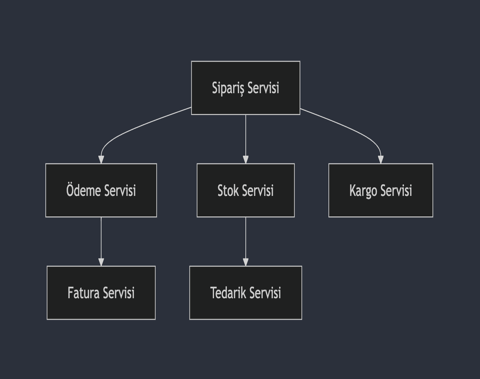 Sipariş Servisi
Ödeme Servisi
Stok Servisi
Kargo Servisi
Fatura Servisi
Tedarik Servisi